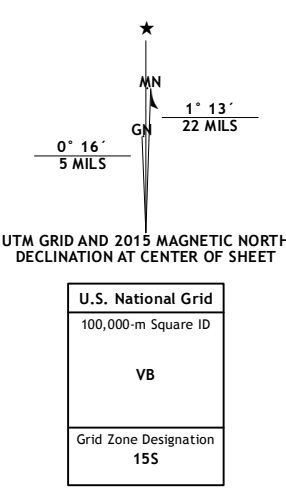 ★
MN
1° 13´
22 MILS
GN
0° 16´
5 MILS
UTM GRID AND 2015 MAGNETIC NORTH
DECLINATION AT CENTER OF SHEET
U.S. National Grid
100,000-m Square ID
VB
Grid Zone Designation
15S